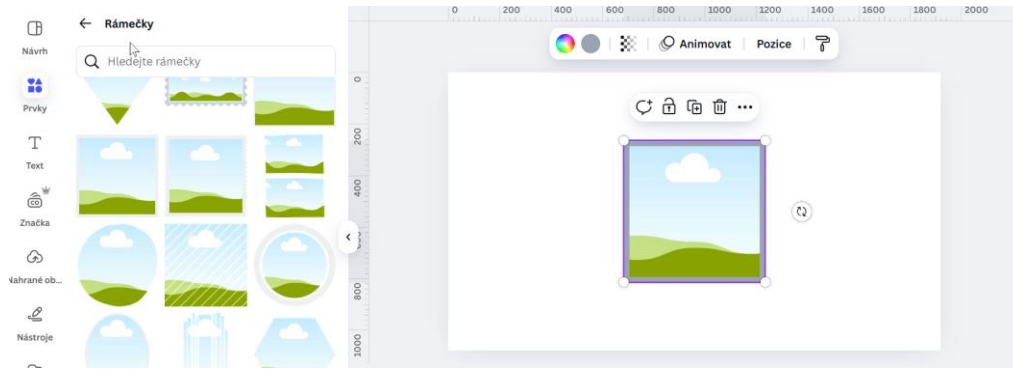 Návrh
Prvky
Text
Značka
Nahrané ob...
Nástroje
Rámečky
Hledejte rámečky
0 200 400 600 800 1000 1200 1400 1600 1800 2000
Animovat Pozice
0
200
400
800
1000